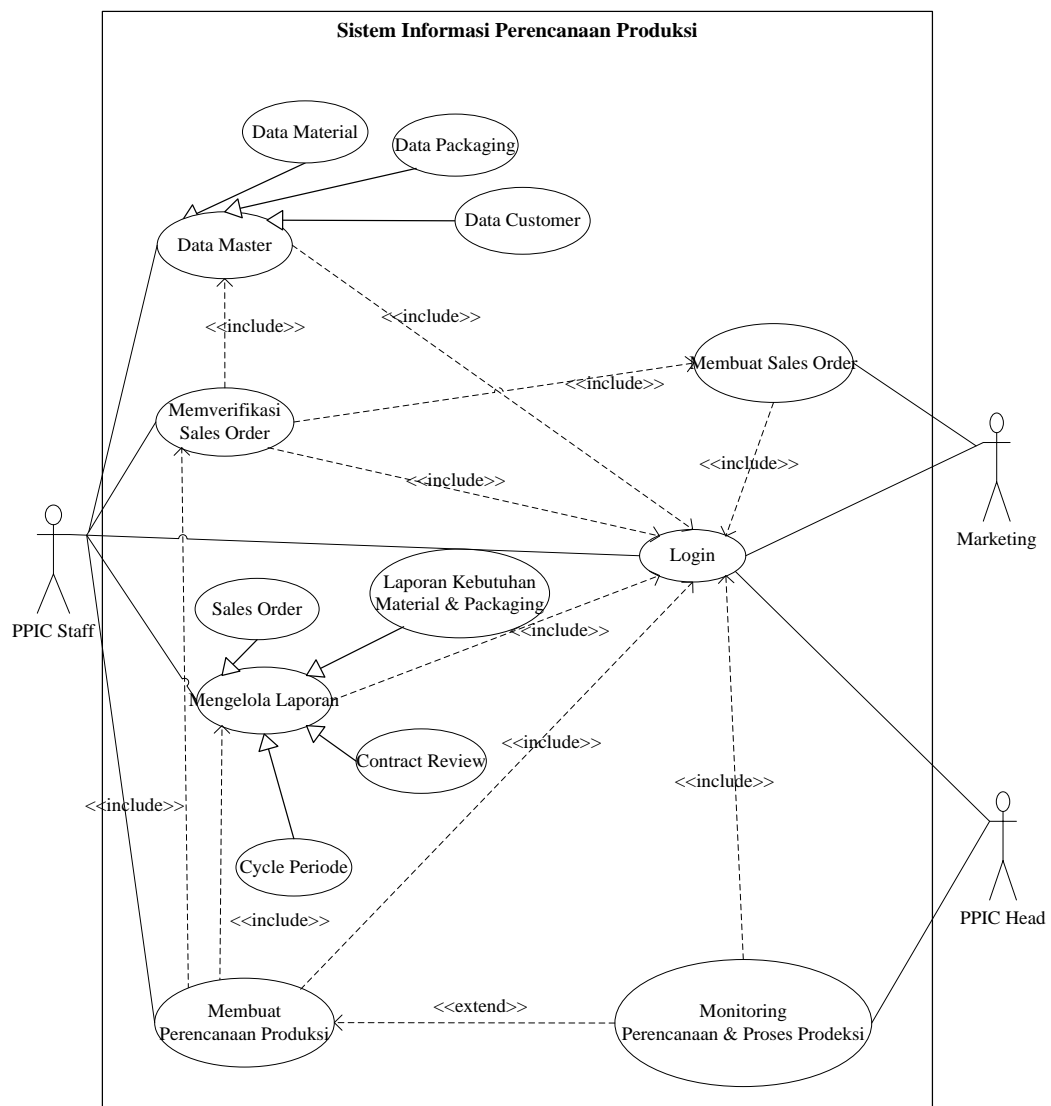 Sistem Informasi Perencanaan Produksi
Data Material
Data Packaging
Data Customer
Data Master
<<include>>
<<include>>
Membuat Sales Order
<<include>>
Memverifikasi
Sales Order
<<include>>
<<include>>
Marketing
Login
Laporan Kebutuhan
Material & Packaging
Sales Order
PPIC Staff
<<include>>
Mengelola Laporan
<<include>>
Contract Review
<<include>>
<<include>>
Cycle Periode
<<include>>
PPIC Head
<<extend>>
Membuat
Perencanaan Produksi
Monitoring
Perencanaan & Proses Prodeksi